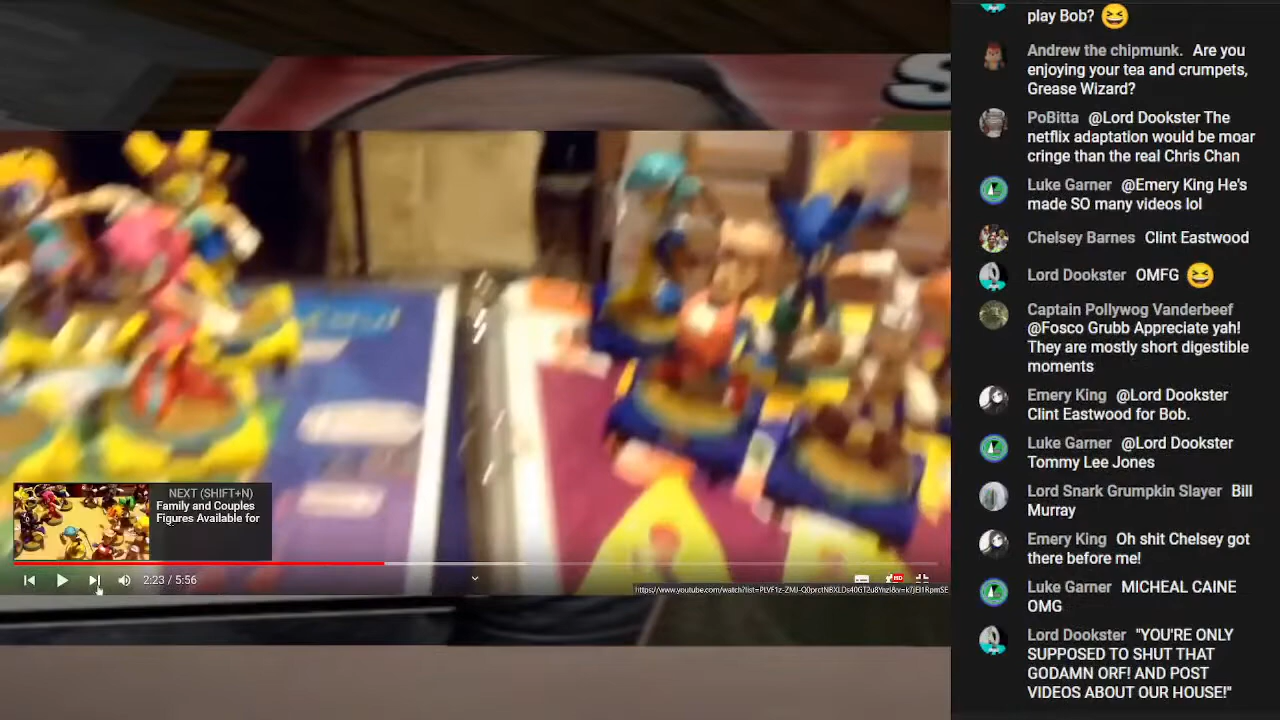 play Bob?
Andrew the chipmunk. Are you
enjoying your tea and crumpets,
Grease Wizard?
PoBitta @Lord Dookster The
netflix adaptation would be moar
cringe than the real Chris Chan
Luke Garner @Emery King He's
made SO many videos lol
Chelsey Barnes Clint Eastwood
Lord Dookster OMFG
Captain Pollywog Vanderbeef
@Fosco Grubb Appreciate yah!
They are mostly short digestible
moments
Emery King @Lord Dookster
Clint Eastwood for Bob.
Luke Garner @Lord Dookster
Tommy Lee Jones
Lord Snark Grumpkin Slayer Bill
Murray
Emery King Oh shit Chelsey got
there before me!
Luke Garner MICHEAL CAINE
OMG
Lord Dookster "YOU'RE ONLY
SUPPOSED TO SHUT THAT
GODAMN ORF! AND POST
VIDEOS ABOUT OUR HOUSE!"
NEXT (SHIFT+N)
Family and Couples
Figures Available for
2:23 / 5:56
HD